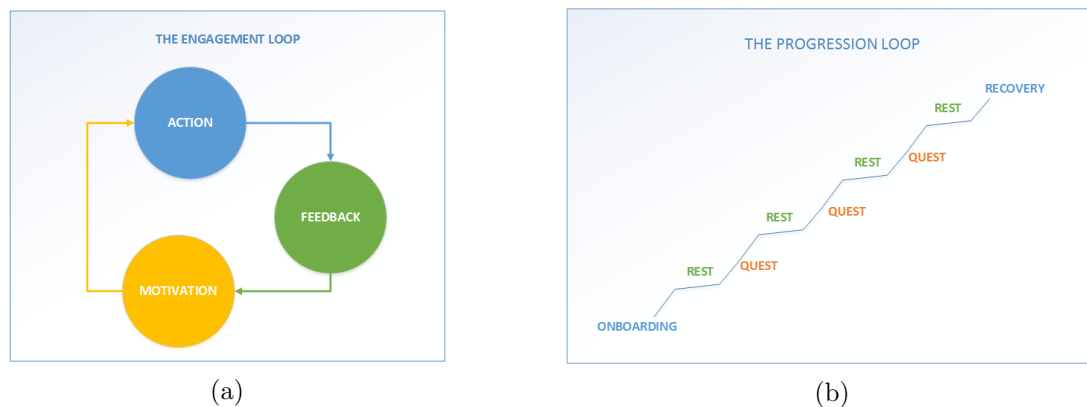 THE ENGAGEMENT LOOP
ACTION
FEEDBACK
MOTIVATION
(a)
THE PROGRESSION LOOP
RECOVERY
REST
QUEST
REST
QUEST
REST
QUEST
REST
ONBOARDING
(b)